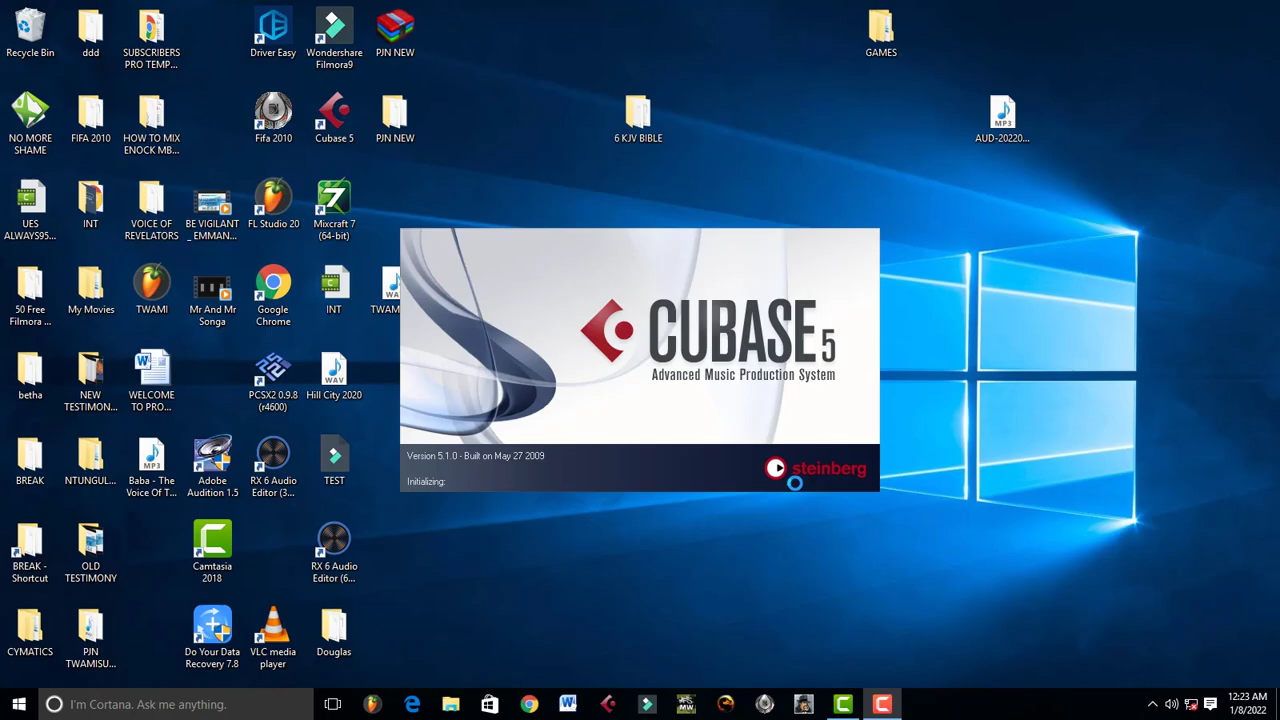 Recycle Bin
ddd
SUBSCRIBERS
PRO TEMP...
Driver Easy
Wondershare
Filmora9
PJN NEW
GAMES
NO MORE
SHAME
FIFA 2010
HOW TO MIX
ENOCK MB...
Fifa 2010
Cubase 5
PJN NEW
6 KJV BIBLE
MP3
AUD-20220...
UES
ALWAYS95...
INT
VOICE OF
REVELATORS
BE VIGILANT
_ EMMAN...
FL Studio 20
7
Mixcraft 7
(64-bit)
50 Free
Filmora ...
My Movies
TWAMI
Mr And Mr
Songa
Google
Chrome
INT
WA
TWAM
CUBASE 5
Advanced Music Production System
betha
NEW
TESTIMON...
WELCOME
TO PRO...
PCSX2 0.9.8
(r4600)
WAV
Hill City 2020
Version 5.1.0 - Built on May 27 2009
steinberg
Initializing:
BREAK
NTUNGUL...
MP3
Baba - The
Voice Of T...
Adobe
Audition 1.5
RX 6 Audio
Editor (3...
TEST
BREAK -
Shortcut
OLD
TESTIMONY
Camtasia
2018
RX 6 Audio
Editor (6...
CYMATICS
PJN
TWAMISU...
Do Your Data
Recovery 7.8
VLC media
player
Douglas
I'm Cortana. Ask me anything.
MW
12:23 AM
1/8/2022